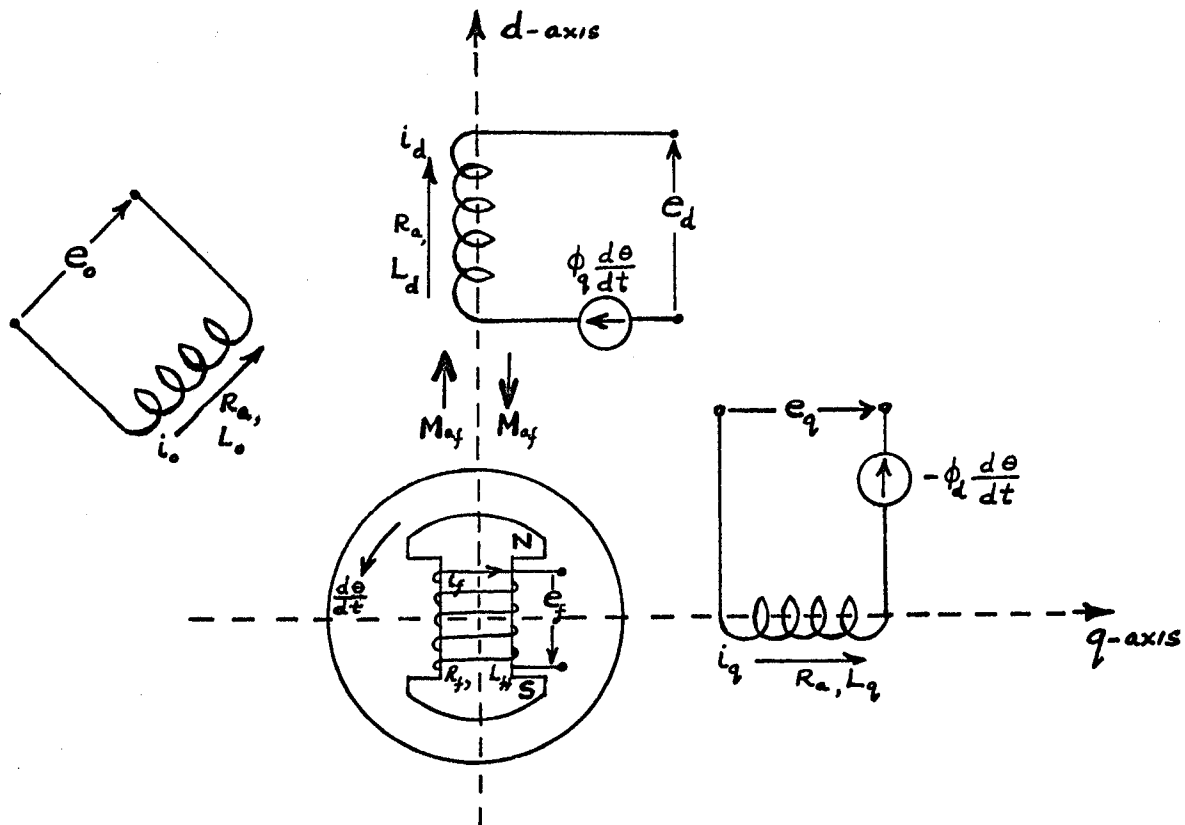 d-axis
i_d
R_a,
L_d
e_d
ϕ_q dθ/dt
e_o
R_a,
L_o
i_o
M_af
M_af
e_q
-ϕ_d dθ/dt
N
i_f
e_f
dθ/dt
R_f,
L_f
S
q-axis
i_q
R_a, L_q